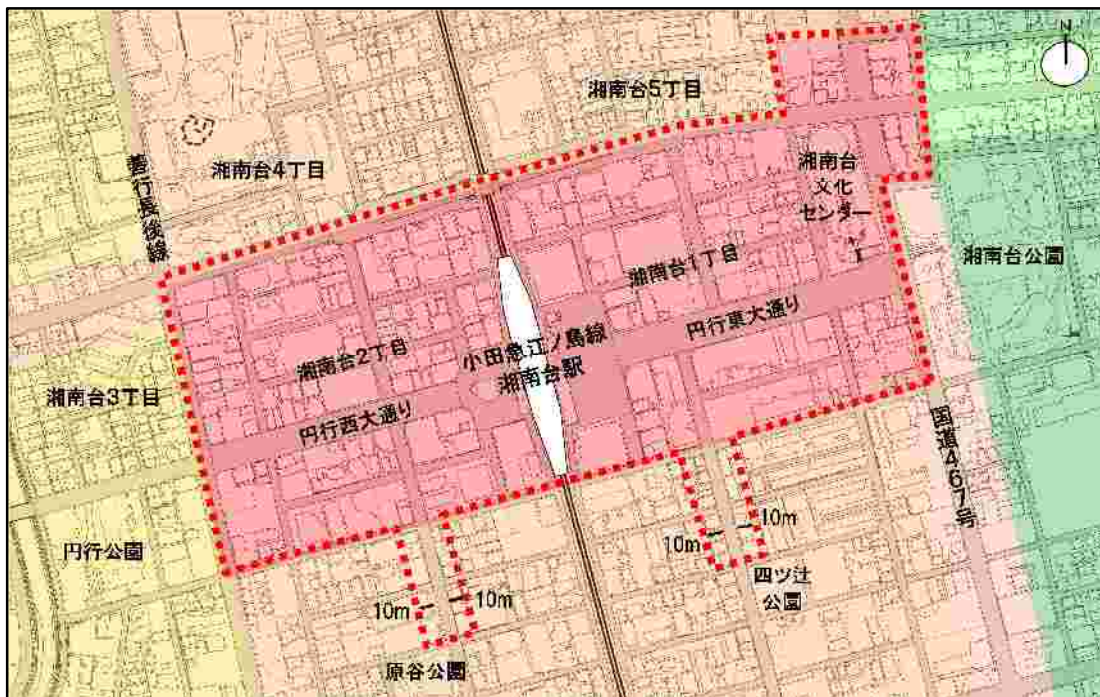 N
湘南台5丁目
善行長後線
湘南台4丁目
湘南台
文化
センター
湘南台公園
湘南台1丁目
円行東大通り
小田急江ノ島線
湘南台駅
湘南台2丁目
湘南台3丁目
円行西大通り
国道467号
円行公園
10m
10m
四ツ辻
公園
10m
10m
原谷公園